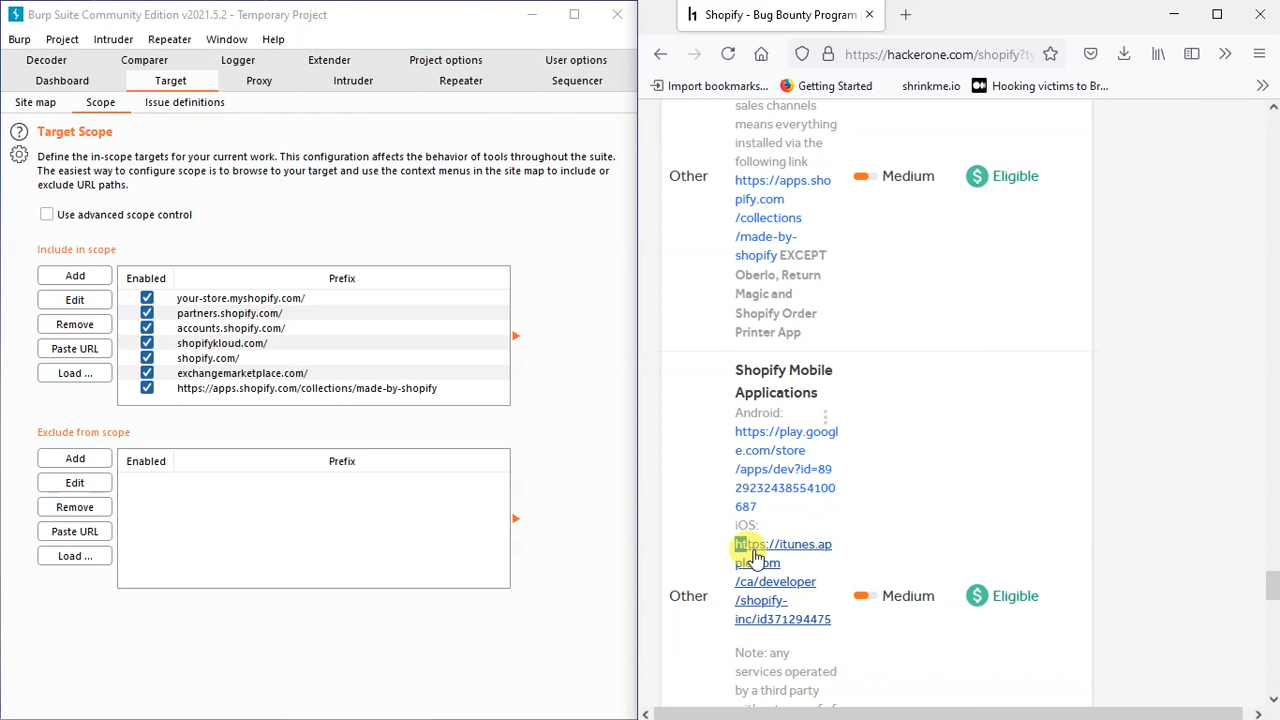 Burp Suite Community Edition v2021.5.2 - Temporary Project
Burp Project Intruder Repeater Window Help
Decoder Comparer Logger Extender Project options User options
Dashboard Target Proxy Intruder Repeater Sequencer
Site map Scope Issue definitions
Target Scope
Define the in-scope targets for your current work. This configuration affects the behavior of tools throughout the suite.
The easiest way to configure scope is to browse to your target and use the context menus in the site map to include or
exclude URL paths.
Use advanced scope control
Include in scope
Add
Edit
Remove
Paste URL
Load ...
Enabled Prefix
your-store.myshopify.com/
partners.shopify.com/
accounts.shopify.com/
shopifykloud.com/
shopify.com/
exchangemarketplace.com/
https://apps.shopify.com/collections/made-by-shopify
Exclude from scope
Add
Edit
Remove
Paste URL
Load ...
Enabled Prefix
Shopify - Bug Bounty Program
https://hackerone.com/shopify?ty
Import bookmarks... Getting Started shrinkme.io Hooking victims to Br...
sales channels
means everything
installed via the
following link
Other https://apps.sho Medium Eligible
pify.com
/collections
/made-by-
shopify EXCEPT
Oberlo, Return
Magic and
Shopify Order
Printer App
Shopify Mobile
Applications
Android:
https://play.googl
e.com/store
/apps/dev?id=89
29232438554100
687
iOS:
https://itunes.ap
/ca/developer
/shopify-
Other Medium Eligible
inc/id371294475
Note: any
services operated
by a third party